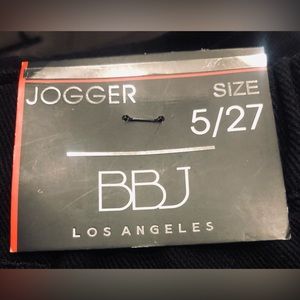 JOGGER SIZE
5/27
BBJ
LOS ANGELES